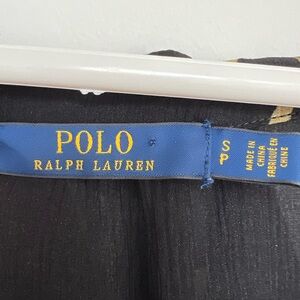 POLO
RALPH LAUREN
S
P
MADE IN
CHINA
FABRIQUÉ EN
CHINE